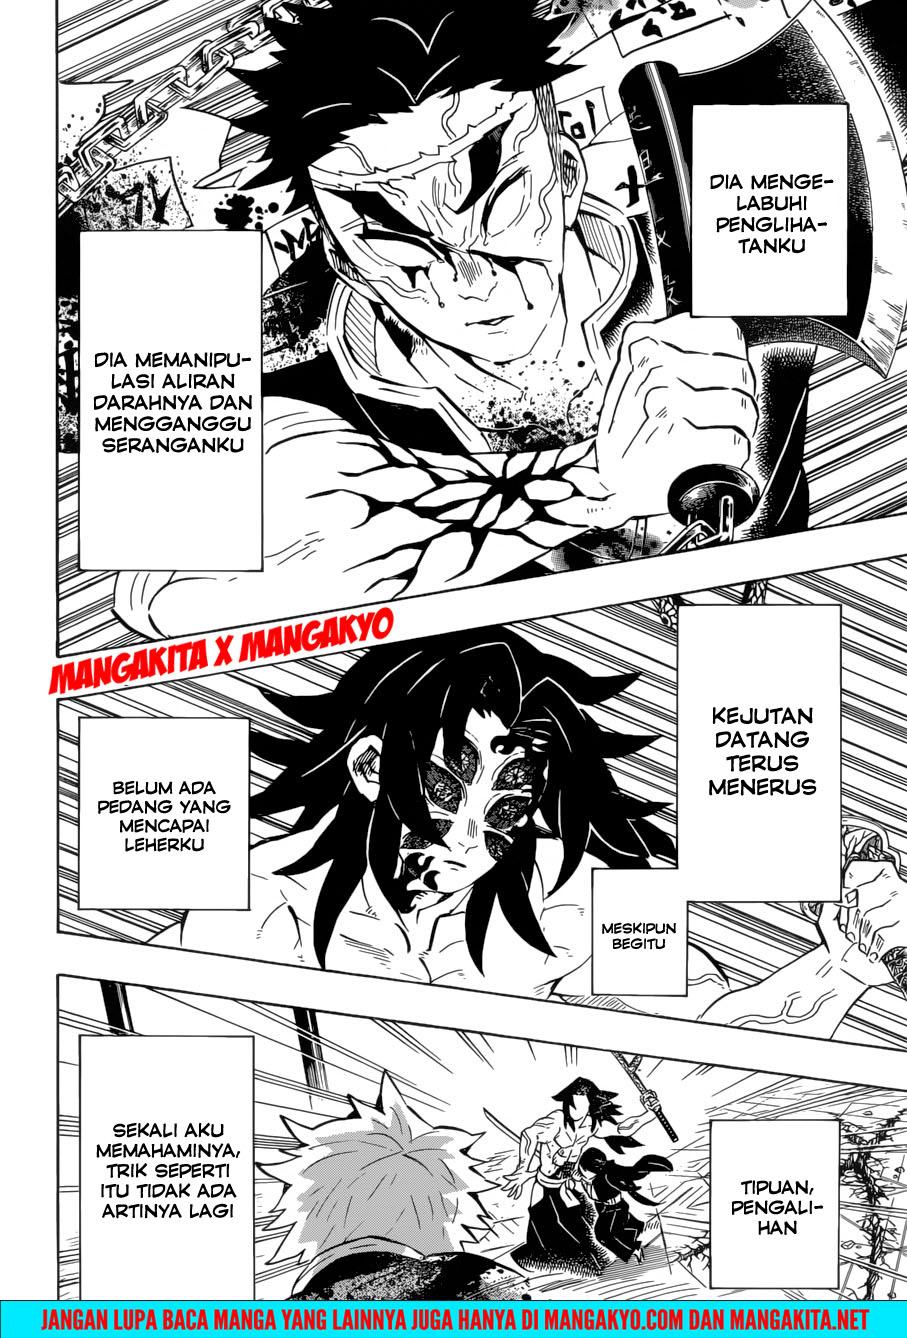 DIA MENGE-
LABUHI
PENGLIHA-
TANKU
DIA MEMANIPU-
LASI ALIRAN
DARAHNYA DAN
MENGGANGGU
SERANGANKU
MANGAKITA X MANGAKYO
KEJUTAN
DATANG
TERUS
MENERUS
BELUM ADA
PEDANG YANG
MENCAPAI
LEHERKU
MESKIPUN
BEGITU
TIPUAN,
PENGALI-
HAN
SEKALI AKU
MEMAHAMINYA,
TRIK SEPERTI
ITU TIDAK ADA
ARTINYA LAGI
JANGAN LUPA BACA MANGA YANG LAINNYA JUGA HANYA DI MANGAKYO.COM DAN MANGAKITA.NET